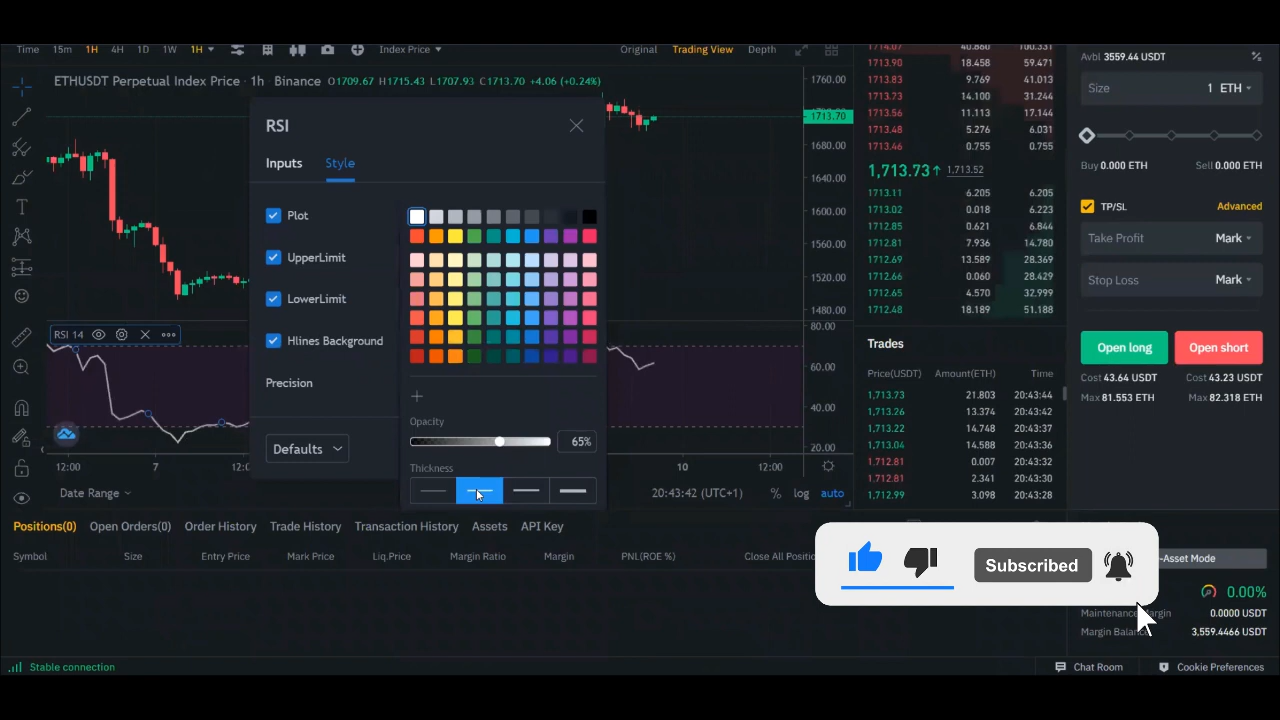 Time 15m 1H 4H 1D 1W 1H Index Price Original Trading View Depth
ETHUSDT Perpetual Index Price · 1h · Binance O1709.67 H1715.43 L1707.93 C1713.70 +4.06 (+0.24%)
1760.00
1713.70
1680.00
1640.00
1600.00
1560.00
1520.00
1480.00
80.00
60.00
40.00
20.00
RSI
Inputs Style
Plot
UpperLimit
LowerLimit
Hlines Background
Precision
Defaults
Opacity
65%
Thickness
RSI 14
12:00 7 10 12:00
Date Range 20:43:42 (UTC+1) % log auto
1714.07 40.860 100.331
1713.90 18.458 59.471
1713.83 9.769 41.013
1713.73 14.100 31.244
1713.56 11.113 17.144
1713.48 5.276 6.031
1713.46 0.755 0.755
1,713.73↑ 1,713.52
1713.11 6.205 6.205
1713.02 0.018 6.223
1712.85 0.621 6.844
1712.81 7.936 14.780
1712.69 13.589 28.369
1712.66 0.060 28.429
1712.65 4.570 32.999
1712.48 18.189 51.188
Trades
Price(USDT) Amount(ETH) Time
1,713.73 21.803 20:43:44
1,713.26 13.374 20:43:42
1,713.22 14.748 20:43:37
1,713.04 14.588 20:43:36
1,712.81 0.007 20:43:32
1,712.81 2.341 20:43:30
1,712.99 3.098 20:43:28
Avbl 3559.44 USDT
Size 1 ETH
Buy 0.000 ETH Sell 0.000 ETH
TP/SL Advanced
Take Profit Mark
Stop Loss Mark
Open long Open short
Cost 43.64 USDT Cost 43.23 USDT
Max 81.553 ETH Max 82.318 ETH
Positions(0) Open Orders(0) Order History Trade History Transaction History Assets API Key
Symbol Size Entry Price Mark Price Liq.Price Margin Ratio Margin PNL(ROE %) Close All
Subscribed
-Asset Mode
0.00%
Maintenance Margin 0.0000 USDT
Margin 3,559.4466 USDT
Stable connection Chat Room Cookie Preferences